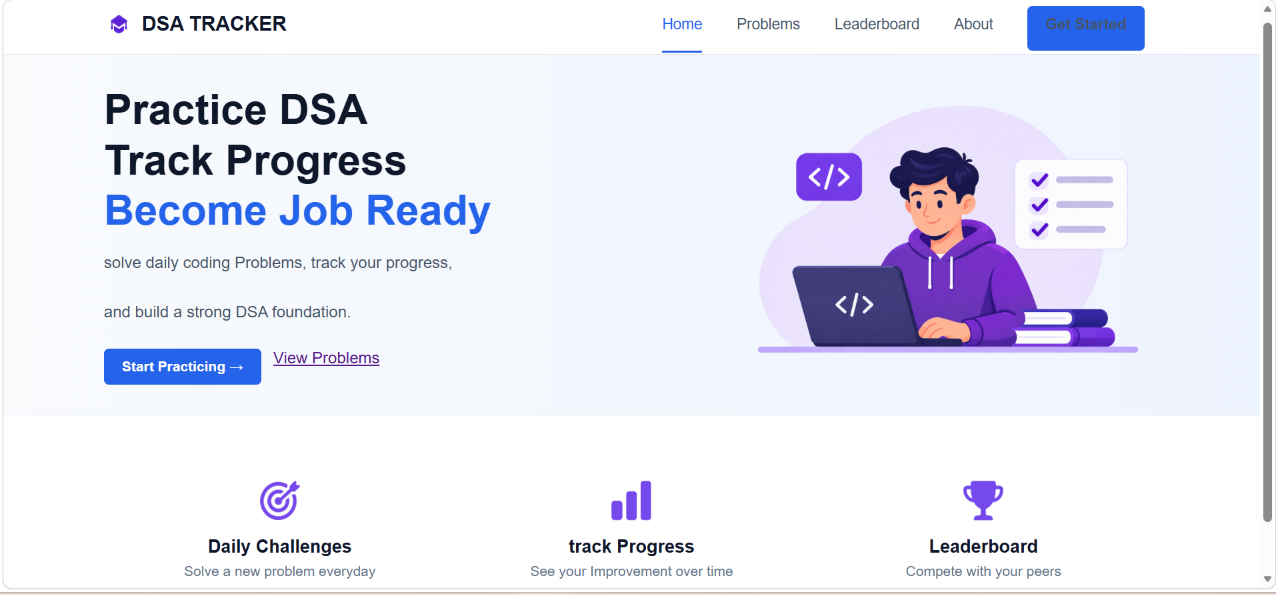 DSA TRACKER
Home Problems Leaderboard About Get Started
Practice DSA
Track Progress
Become Job Ready
solve daily coding Problems, track your progress,
and build a strong DSA foundation.
Start Practicing → View Problems
</>
</>
Daily Challenges
Solve a new problem everyday
track Progress
See your Improvement over time
Leaderboard
Compete with your peers